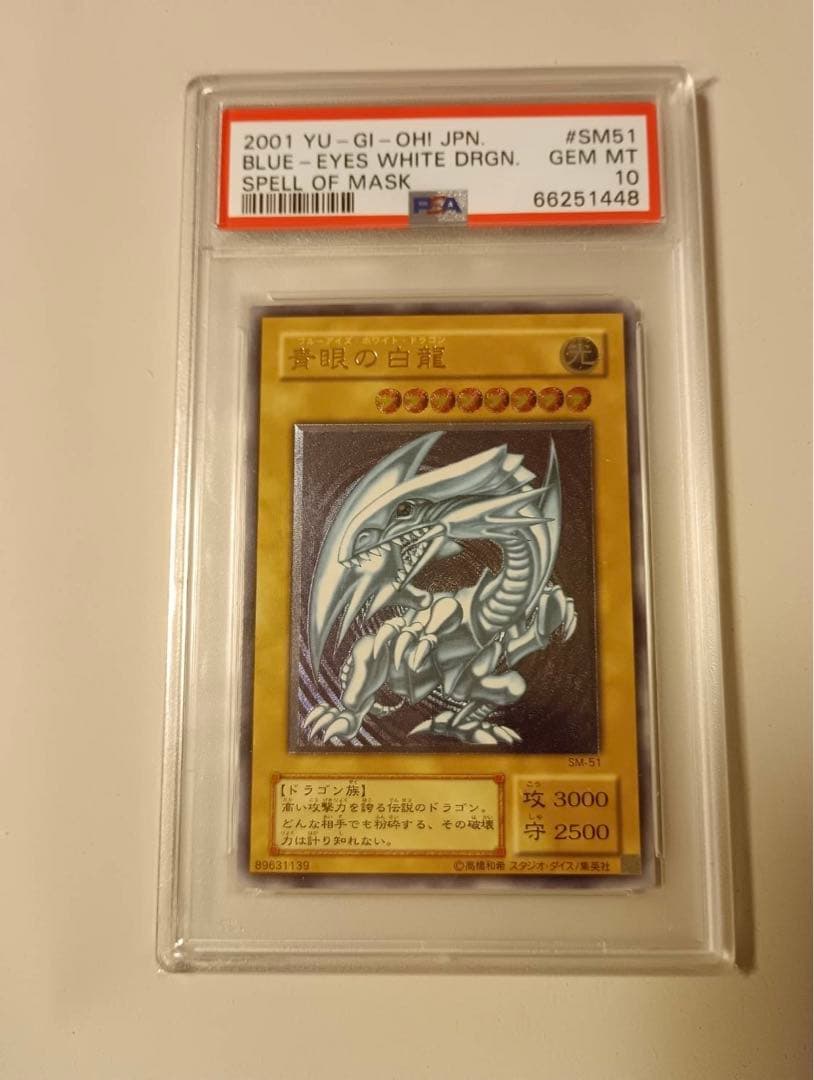 2001 YU-GI-OH! JPN. #SM51
BLUE-EYES WHITE DRGN. GEM MT
SPELL OF MASK 10
PSA 66251448
ブルーアイズ・ホワイト・ドラゴン
青眼の白龍 光
SM-51
【ドラゴン族】
高い攻撃力を誇る伝説のドラゴン。
どんな相手でも粉砕する、その破壊
力は計り知れない。
攻 3000
守 2500
89631139 ©高橋和希 スタジオ・ダイス/集英社